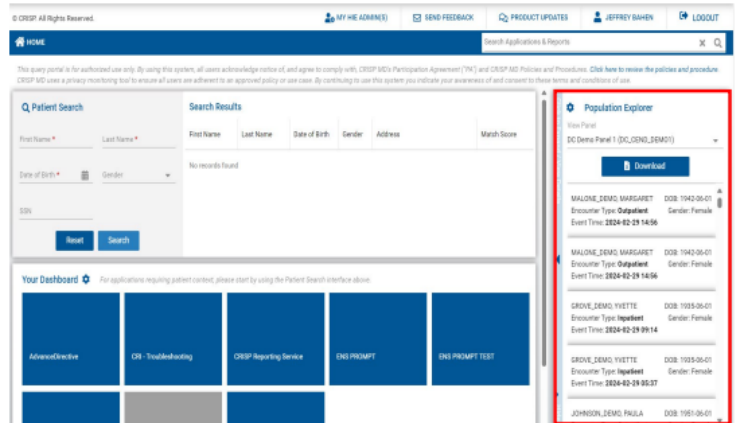 © CRISP. All Rights Reserved.
MY HIE ADMIN(S)
SEND FEEDBACK
PRODUCT UPDATES
JEFFREY BAHEN
LOGOUT
HOME
Search Applications & Reports
X
This query portal is for authorized use only. By using this system, all users acknowledge notice of, and agree to comply with, CRISP MD's Participation Agreement ("PA") and CRISP MD Policies and Procedures. Click here to review the policies and procedure.
CRISP MD uses a privacy monitoring tool to ensure all users are adherent to an approved policy or use case. By continuing to use this system you indicate your awareness of and consent to these terms and conditions of use.
Patient Search
First Name *
Last Name *
Date of Birth *
Gender
SSN
Reset
Search
Search Results
First Name
Last Name
Date of Birth
Gender
Address
Match Score
No records found
Your Dashboard
For applications requiring patient context, please start by using the Patient Search interface above.
AdvanceDirective
CRI - Troubleshooting
CRISP Reporting Service
ENS PROMPT
ENS PROMPT TEST
Population Explorer
View Panel
DC Demo Panel 1 (DC_CEND_DEMO1)
Download
MALONE_DEMO, MARGARET DOB: 1942-06-01
Encounter Type: Outpatient Gender: Female
Event Time: 2024-02-29 14:56
MALONE_DEMO, MARGARET DOB: 1942-06-01
Encounter Type: Outpatient Gender: Female
Event Time: 2024-02-29 14:56
GROVE_DEMO, YVETTE DOB: 1935-06-01
Encounter Type: Inpatient Gender: Female
Event Time: 2024-02-29 09:14
GROVE_DEMO, YVETTE DOB: 1935-06-01
Encounter Type: Inpatient Gender: Female
Event Time: 2024-02-29 05:37
JOHNSON_DEMO, PAULA DOB: 1951-06-01